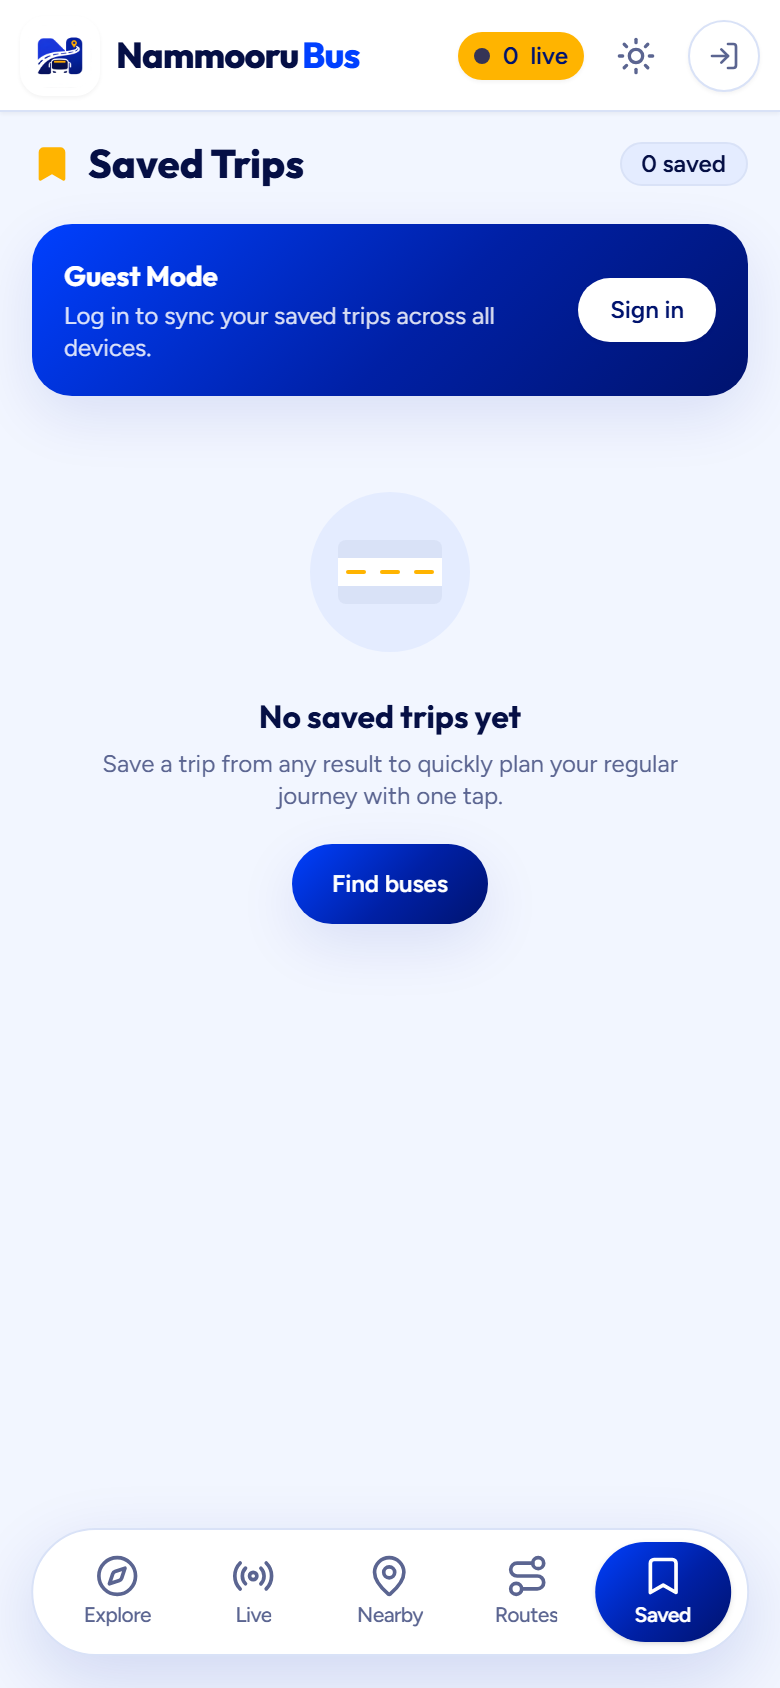 Nammooru Bus
0 live
Saved Trips
0 saved
Guest Mode
Log in to sync your saved trips across all
devices.
Sign in
No saved trips yet
Save a trip from any result to quickly plan your regular
journey with one tap.
Find buses
Explore
Live
Nearby
Routes
Saved